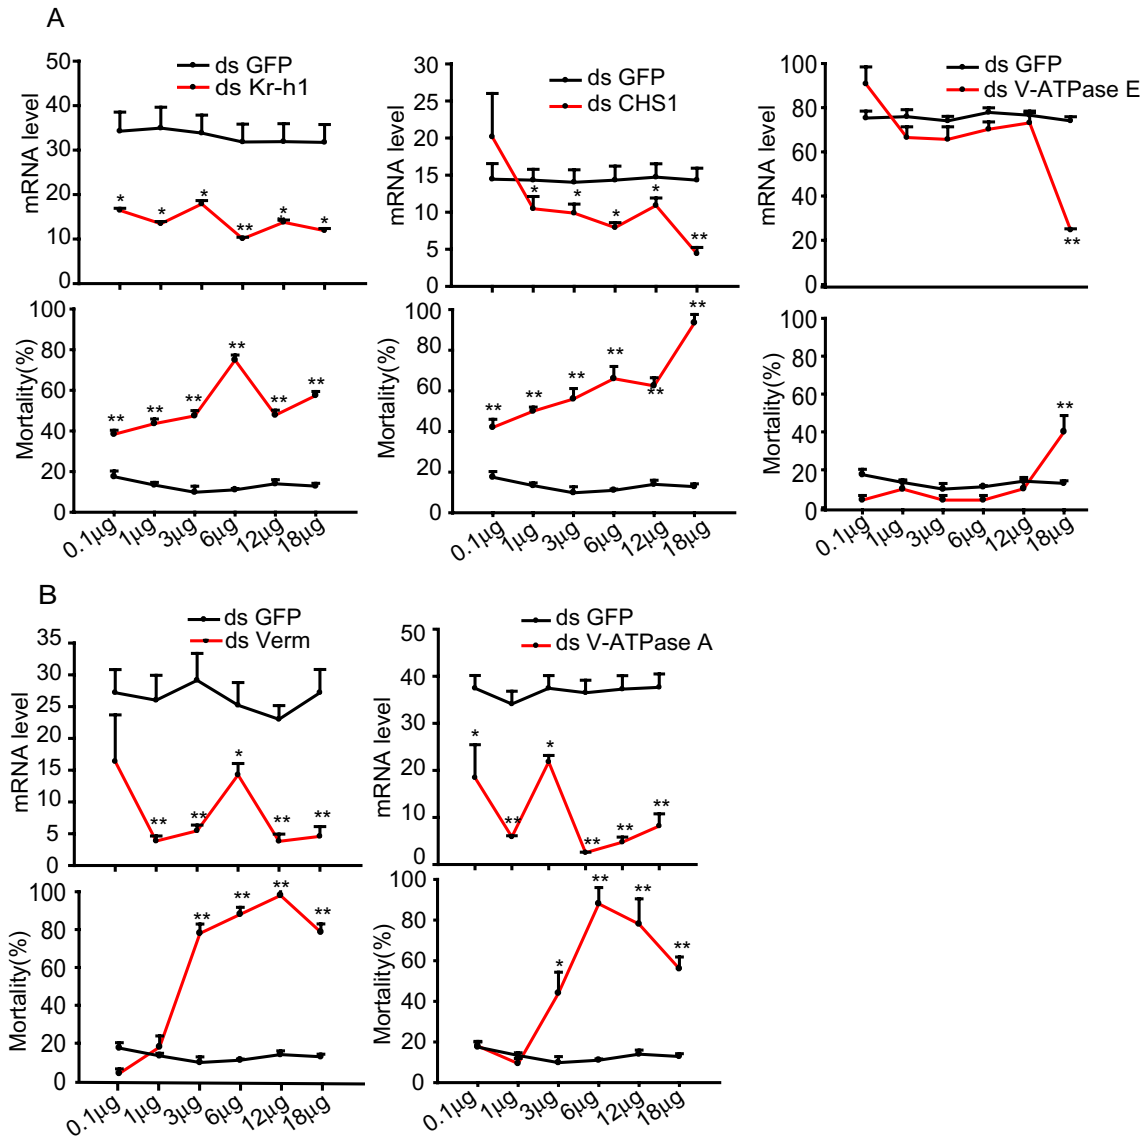 A
ds GFP
ds Kr-h1
mRNA level
50
40
30
20
10
0
* * * ** * *
Mortality(%)
100
80
60
40
20
0
** ** ** ** ** **
0.1µg 1µg 3µg 6µg 12µg 18µg
ds GFP
ds CHS1
mRNA level
30
25
20
15
10
5
0
* * * * **
Mortality(%)
100
80
60
40
20
0
** ** ** ** ** **
0.1µg 1µg 3µg 6µg 12µg 18µg
ds GFP
ds V-ATPase E
mRNA level
100
80
60
40
20
0
**
Mortality(%)
100
80
60
40
20
0
**
0.1µg 1µg 3µg 6µg 12µg 18µg
B
ds GFP
ds Verm
mRNA level
35
30
25
20
15
10
5
0
** ** * ** **
Mortality(%)
100
80
60
40
20
0
** ** ** **
0.1µg 1µg 3µg 6µg 12µg 18µg
ds GFP
ds V-ATPase A
mRNA level
50
40
30
20
10
0
* ** * ** ** **
Mortality(%)
100
80
60
40
20
0
* ** ** **
0.1µg 1µg 3µg 6µg 12µg 18µg